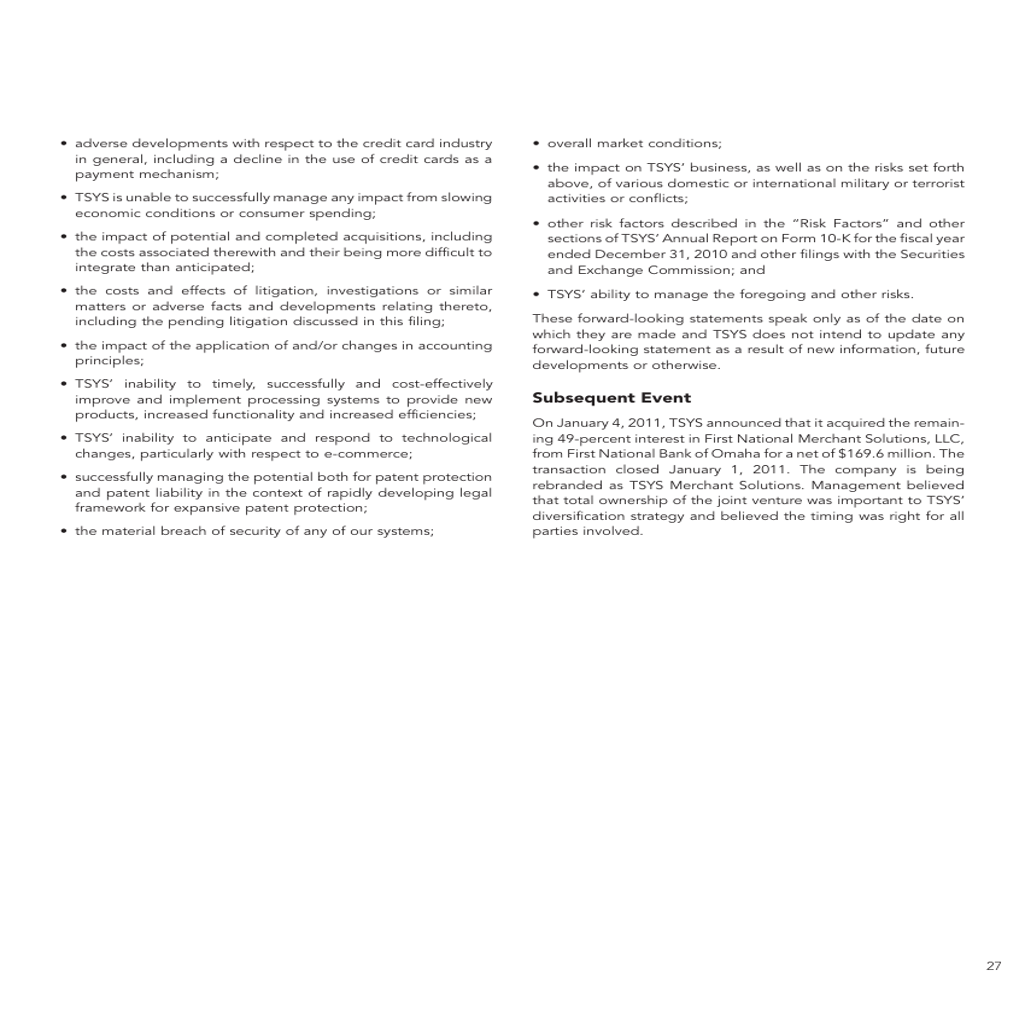 • adverse developments with respect to the credit card industry
in general, including a decline in the use of credit cards as a
payment mechanism;
• TSYS is unable to successfully manage any impact from slowing
economic conditions or consumer spending;
• the impact of potential and completed acquisitions, including
the costs associated therewith and their being more difficult to
integrate than anticipated;
• the costs and effects of litigation, investigations or similar
matters or adverse facts and developments relating thereto,
including the pending litigation discussed in this filing;
• the impact of the application of and/or changes in accounting
principles;
• TSYS’ inability to timely, successfully and cost-effectively
improve and implement processing systems to provide new
products, increased functionality and increased efficiencies;
• TSYS’ inability to anticipate and respond to technological
changes, particularly with respect to e-commerce;
• successfully managing the potential both for patent protection
and patent liability in the context of rapidly developing legal
framework for expansive patent protection;
• the material breach of security of any of our systems;
• overall market conditions;
• the impact on TSYS’ business, as well as on the risks set forth
above, of various domestic or international military or terrorist
activities or conflicts;
• other risk factors described in the “Risk Factors” and other
sections of TSYS’ Annual Report on Form 10-K for the fiscal year
ended December 31, 2010 and other filings with the Securities
and Exchange Commission; and
• TSYS’ ability to manage the foregoing and other risks.
These forward-looking statements speak only as of the date on
which they are made and TSYS does not intend to update any
forward-looking statement as a result of new information, future
developments or otherwise.
Subsequent Event
On January 4, 2011, TSYS announced that it acquired the remain-
ing 49-percent interest in First National Merchant Solutions, LLC,
from First National Bank of Omaha for a net of $169.6 million. The
transaction closed January 1, 2011. The company is being
rebranded as TSYS Merchant Solutions. Management believed
that total ownership of the joint venture was important to TSYS’
diversification strategy and believed the timing was right for all
parties involved.
27